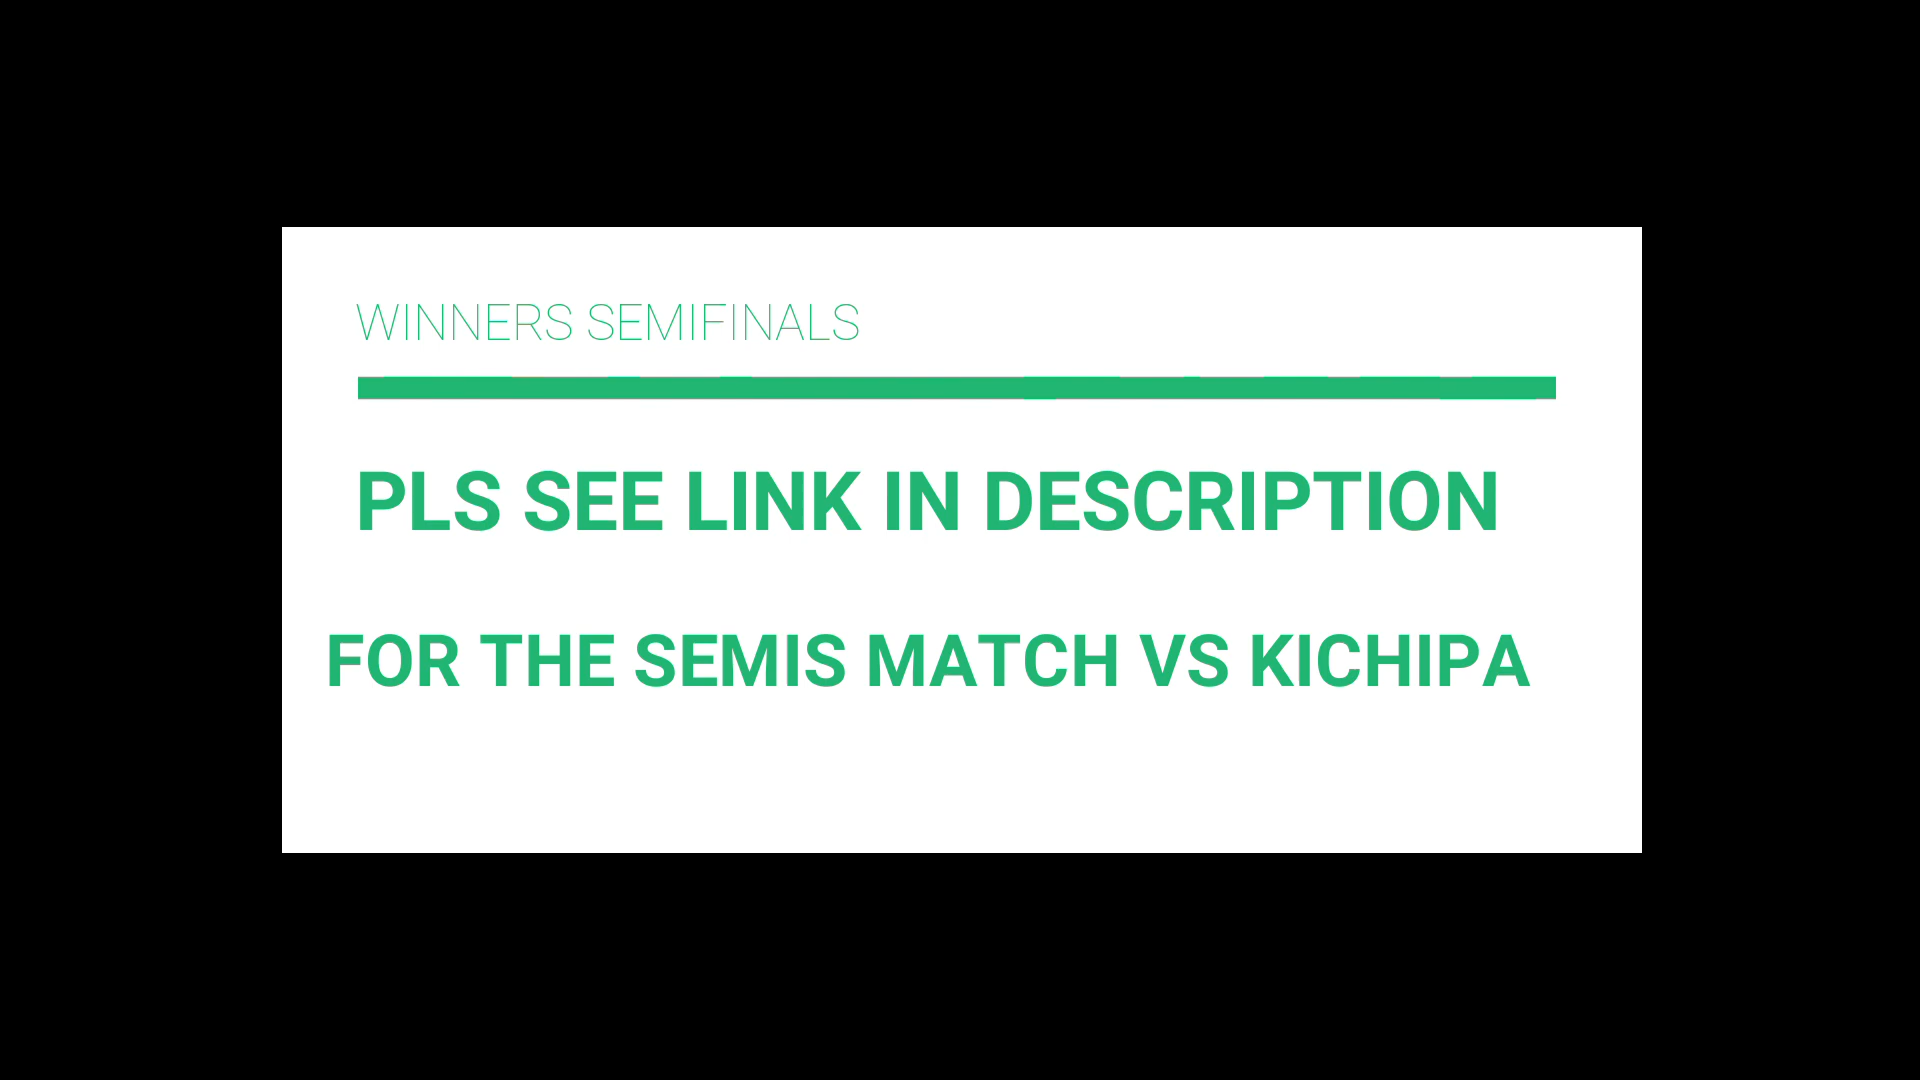 WINNERS SEMIFINALS
PLS SEE LINK IN DESCRIPTION
FOR THE SEMIS MATCH VS KICHIPA